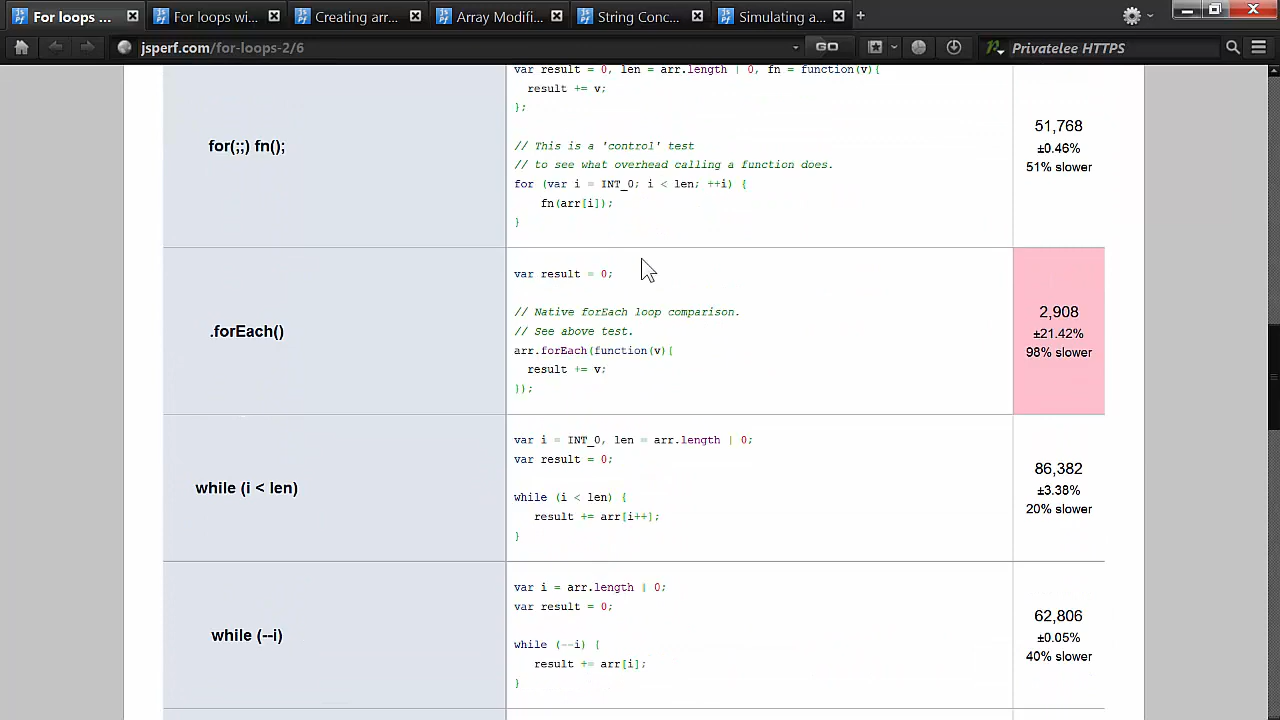 For loops ...
For loops wi...
Creating arr...
Array Modifi...
String Conc...
Simulating a...
+
jsperf.com/for-loops-2/6
GO
Privatelee HTTPS
var result = 0, len = arr.length | 0, fn = function(v){
result += v;
};
// This is a 'control' test
// to see what overhead calling a function does.
for (var i = INT_0; i < len; ++i) {
fn(arr[i]);
}
for(;;) fn();
51,768
±0.46%
51% slower
.forEach()
var result = 0;
// Native forEach loop comparison.
// See above test.
arr.forEach(function(v){
result += v;
});
2,908
±21.42%
98% slower
while (i < len)
var i = INT_0, len = arr.length | 0;
var result = 0;
while (i < len) {
result += arr[i++];
}
86,382
±3.38%
20% slower
while (--i)
var i = arr.length | 0;
var result = 0;
while (--i) {
result += arr[i];
}
62,806
±0.05%
40% slower